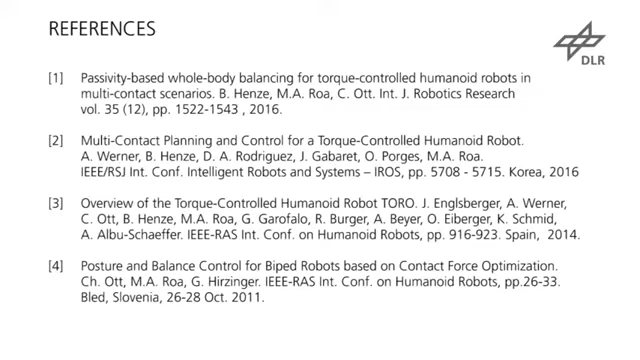 REFERENCES
DLR
[1] Passivity-based whole-body balancing for torque-controlled humanoid robots in
multi-contact scenarios. B. Henze, M.A. Roa, C. Ott. Int. J. Robotics Research
vol. 35 (12), pp. 1522-1543 , 2016.
[2] Multi-Contact Planning and Control for a Torque-Controlled Humanoid Robot.
A. Werner, B. Henze, D. A. Rodriguez, J. Gabaret, O. Porges, M.A. Roa.
IEEE/RSJ Int. Conf. Intelligent Robots and Systems – IROS, pp. 5708 - 5715. Korea, 2016
[3] Overview of the Torque-Controlled Humanoid Robot TORO. J. Englsberger, A. Werner,
C. Ott, B. Henze, M.A. Roa, G. Garofalo, R. Burger, A. Beyer, O. Eiberger, K. Schmid,
A. Albu-Schaeffer. IEEE-RAS Int. Conf. on Humanoid Robots, pp. 916-923. Spain, 2014.
[4] Posture and Balance Control for Biped Robots based on Contact Force Optimization.
Ch. Ott, M.A. Roa, G. Hirzinger. IEEE-RAS Int. Conf. on Humanoid Robots, pp.26-33.
Bled, Slovenia, 26-28 Oct. 2011.